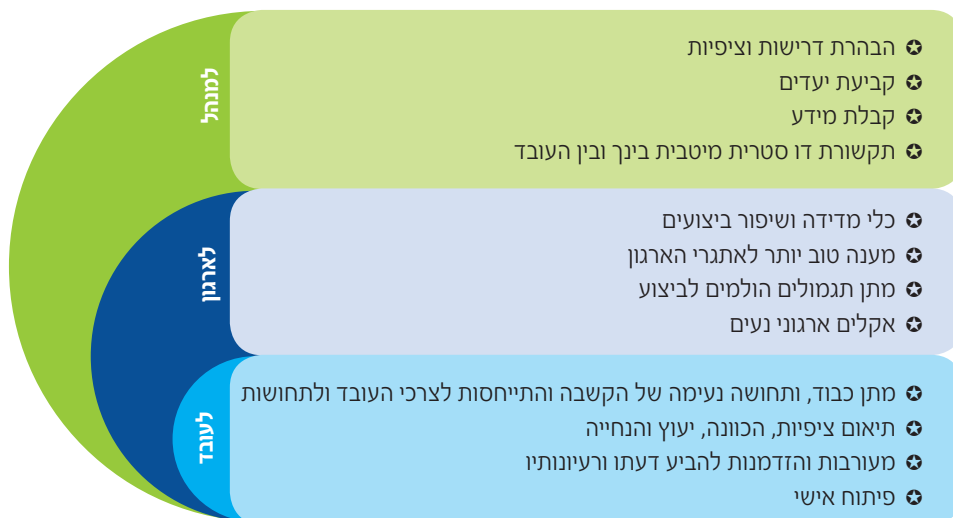 למנהל
✪ הבהרת דרישות וציפיות
✪ קביעת יעדים
✪ קבלת מידע
✪ תקשורת דו סטרית מיטבית בינך ובין העובד
לארגון
✪ כלי מדידה ושיפור ביצועים
✪ מענה טוב יותר לאתגרי הארגון
✪ מתן תגמולים הולמים לביצוע
✪ אקלים ארגוני נעים
לעובד
✪ מתן כבוד, ותחושה נעימה של הקשבה והתייחסות לצרכי העובד ולתחושות
✪ תיאום ציפיות, הכוונה, יעוץ והנחייה
✪ מעורבות והזדמנות להביע דעתו ורעיונותיו
✪ פיתוח אישי